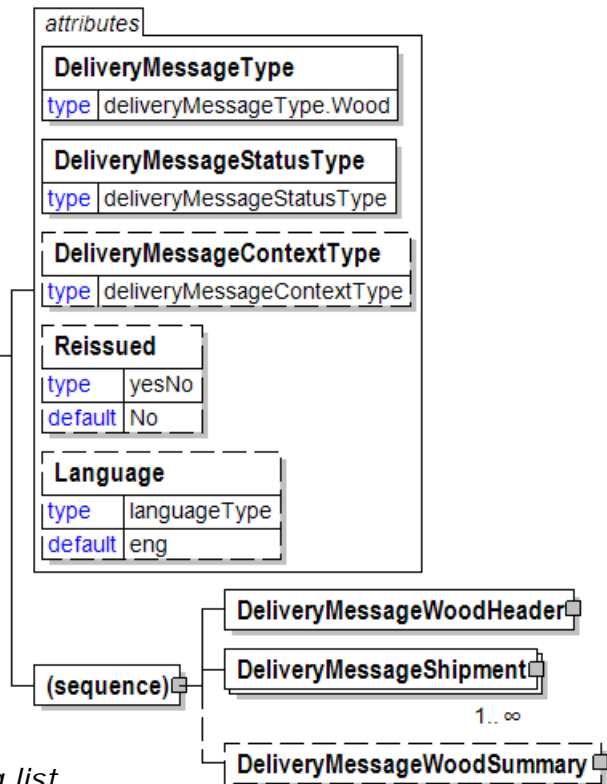 attributes
DeliveryMessageType
type deliveryMessageType.Wood
DeliveryMessageStatusType
type deliveryMessageStatusType
DeliveryMessageContextType
type deliveryMessageContextType
Reissued
type yesNo
default No
Language
type languageType
default eng
DeliveryMessageWoodHeader
(sequence)
DeliveryMessageShipment
1.. ∞
DeliveryMessageWoodSummary
list